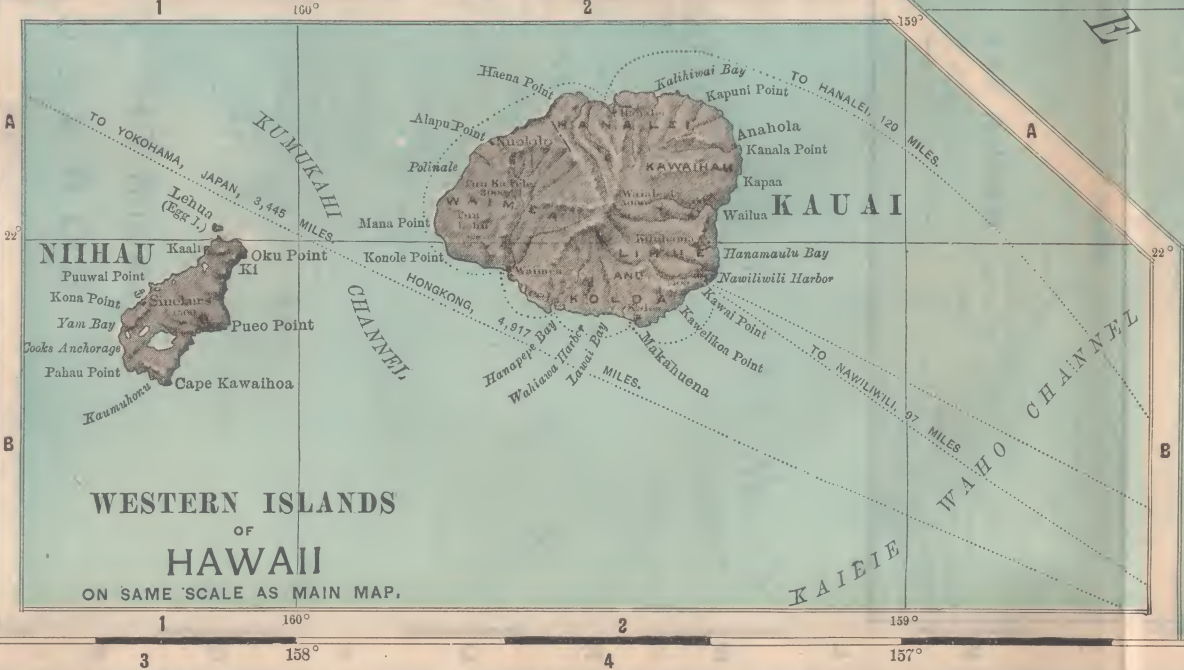 1
160°
2
159°
E
A
A
Haena Point
Kalihiwai Bay
Kapuni Point
TO HANALEI, 120 MILES.
TO YOKOHAMA, JAPAN, 3,445 MILES.
KUMUKAHI CHANNEL
Alapu Point
HANALEI
Anahola
Kanala Point
Polinale
KAWAIHAU
Kapaa
WAIMEA
Wailua
KAUAI
Mana Point
Lehua
(Egg I.)
22°
22°
NIIHAU
Kaali
Oku Point
Ki
Konole Point
LIHUE
AND
KOLOA
Hanamaulu Bay
Nawiliwili Harbor
Puuwai Point
Kona Point
Sinclairs
Yam Bay
Pueo Point
Cooks Anchorage
Pahau Point
Cape Kawaihoa
Kaumuhonu
Waimea
HONGKONG, 4,917 MILES.
Hanapepe Bay
Wahiawa Harbor
Lawai Bay
Makahuena
Kawelikoa Point
Kawai Point
TO NAWILIWILI, 97 MILES
KAIEIE WAHO CHANNEL
B
B
WESTERN ISLANDS
OF
HAWAII
ON SAME SCALE AS MAIN MAP.
1
160°
2
159°
3
158°
4
157°